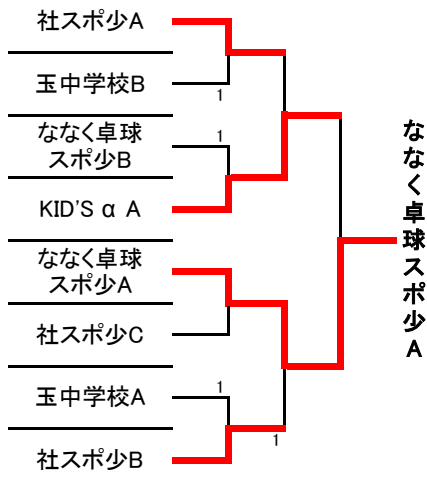 社スポ少A
玉中学校B
1
ななく卓球
スポ少B
1
KID'S α A
ななく卓球
スポ少A
社スポ少C
玉中学校A
1
社スポ少B
1
ななく卓球スポ少A